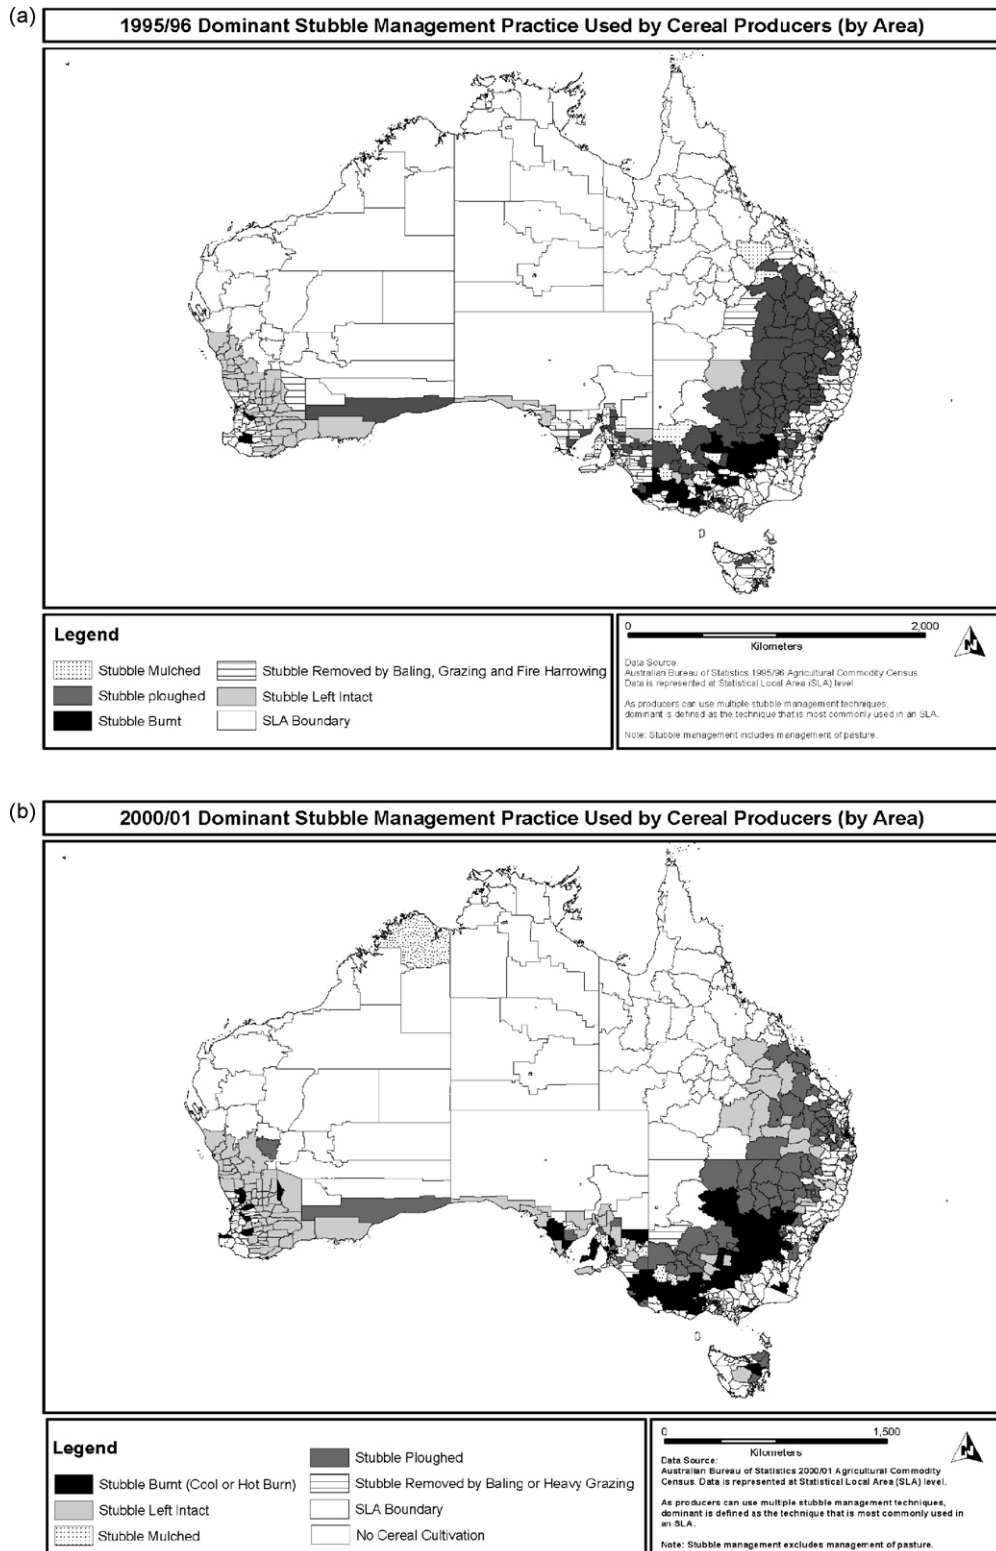 (a)
1995/96 Dominant Stubble Management Practice Used by Cereal Producers (by Area)
Legend
Stubble Mulched
Stubble ploughed
Stubble Burnt
Stubble Removed by Baling, Grazing and Fire Harrowing
Stubble Left Intact
SLA Boundary
0 2,000
Kilometers
N
Data Source:
Australian Bureau of Statistics 1995/96 Agricultural Commodity Census.
Data is represented at Statistical Local Area (SLA) level.
As producers can use multiple stubble management techniques,
dominant is defined as the technique that is most commonly used in an SLA.
Note: Stubble management includes management of pasture.
(b)
2000/01 Dominant Stubble Management Practice Used by Cereal Producers (by Area)
Legend
Stubble Burnt (Cool or Hot Burn)
Stubble Left Intact
Stubble Mulched
Stubble Ploughed
Stubble Removed by Baling or Heavy Grazing
SLA Boundary
No Cereal Cultivation
0 1,500
Kilometers
N
Data Source:
Australian Bureau of Statistics 2000/01 Agricultural Commodity
Census. Data is represented at Statistical Local Area (SLA) level.
As producers can use multiple stubble management techniques,
dominant is defined as the technique that is most commonly used in
an SLA.
Note: Stubble management excludes management of pasture.